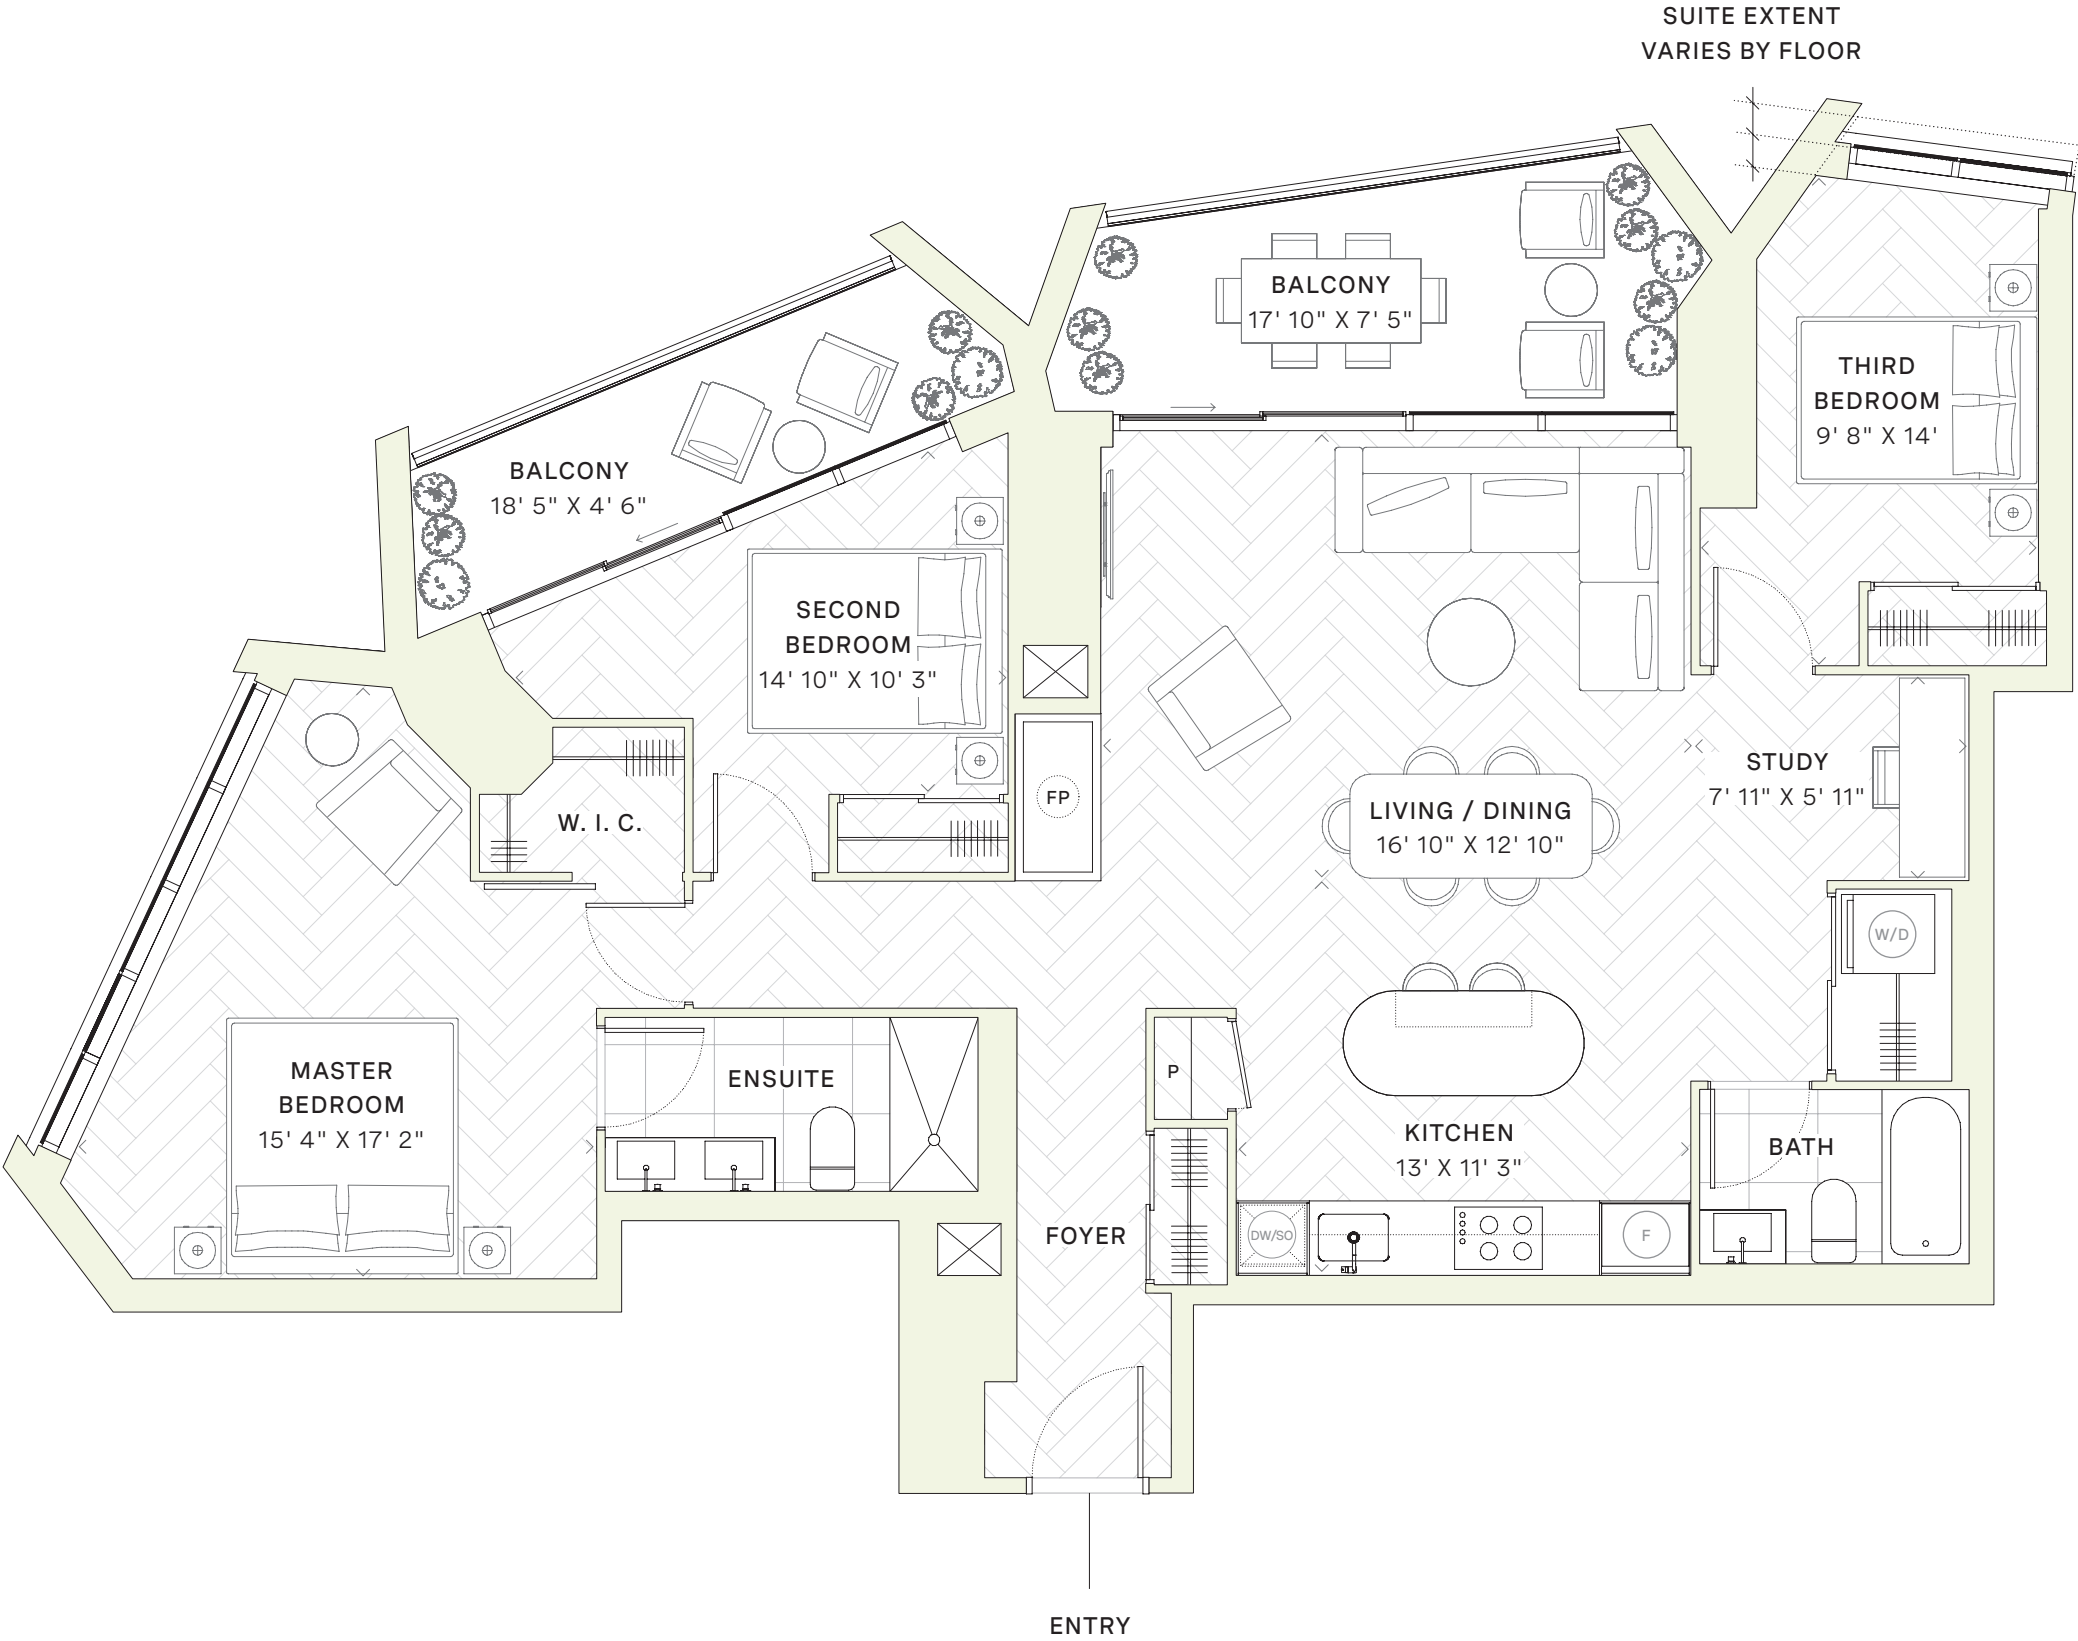 SUITE EXTENT
VARIES BY FLOOR
BALCONY
17' 10" X 7' 5"
THIRD
BEDROOM
9' 8" X 14'
BALCONY
18' 5" X 4' 6"
SECOND
BEDROOM
14' 10" X 10' 3"
W. I. C.
FP
LIVING / DINING
16' 10" X 12' 10"
STUDY
7' 11" X 5' 11"
W/D
MASTER
BEDROOM
15' 4" X 17' 2"
ENSUITE
P
KITCHEN
13' X 11' 3"
BATH
FOYER
DW/SO
F
ENTRY